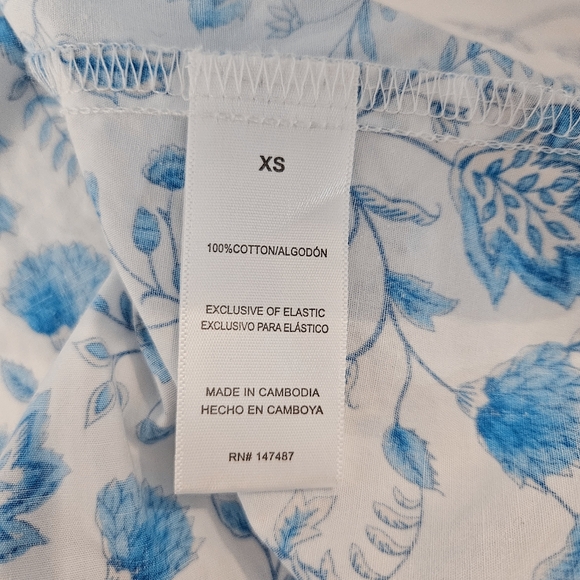 XS
100%COTTON/ALGODÓN
EXCLUSIVE OF ELASTIC
EXCLUSIVO PARA ELÁSTICO
MADE IN CAMBODIA
HECHO EN CAMBOYA
RN# 147487